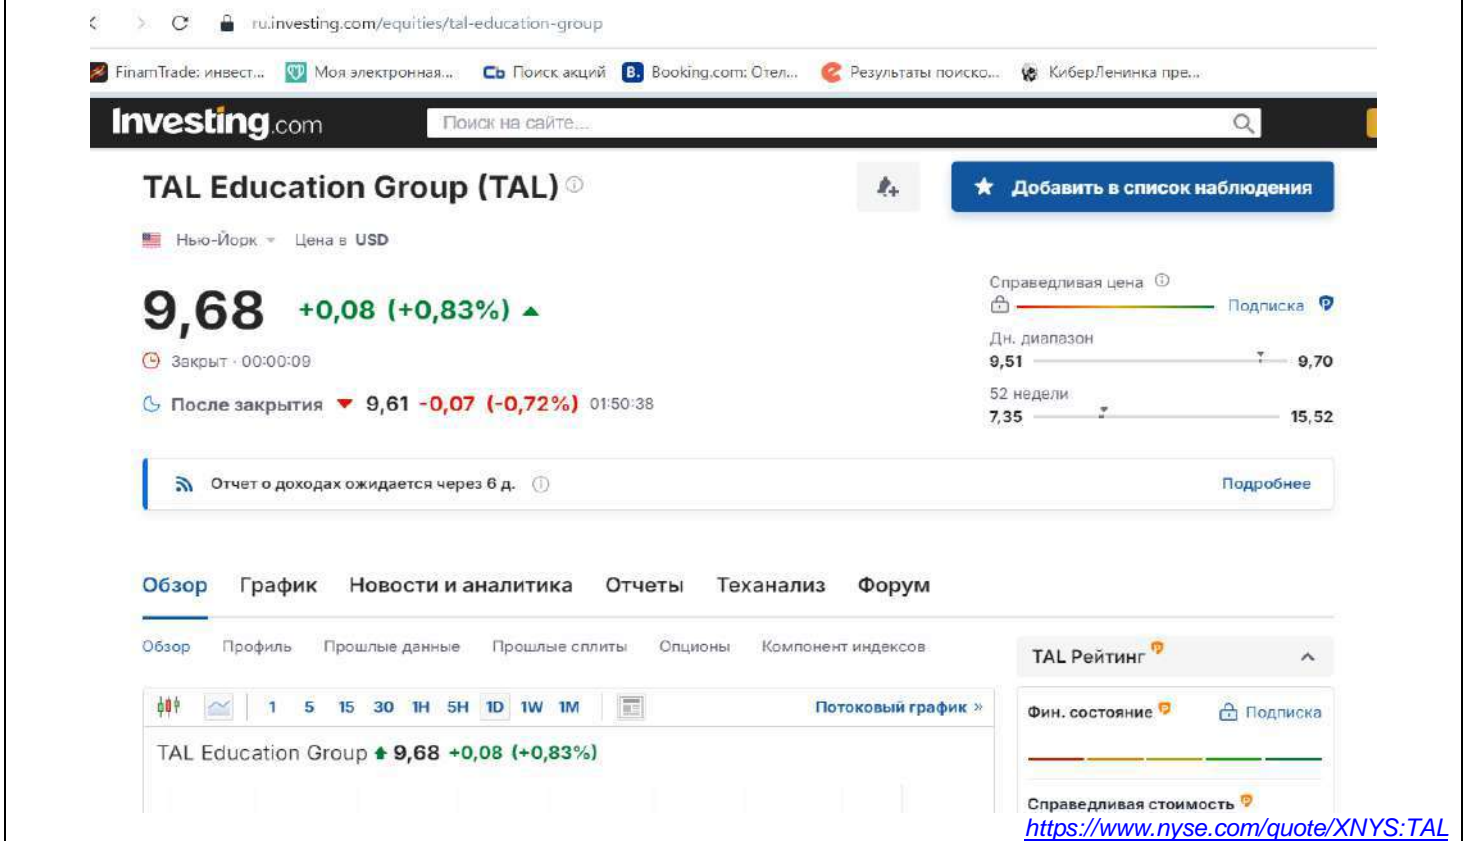 ru.investing.com/equities/tal-education-group
FinamTrade: инвест... Моя электронная... Сь Поиск акций B. Booking.com: Отел... Результаты поиско... КиберЛенинка пре...
Investing.com Поиск на сайте...
TAL Education Group (TAL) Добавить в список наблюдения
Нью-Йорк Цена в USD
9,68 +0,08 (+0,83%)
Справедливая цена
Подписка
Закрыт · 00:00:09
Дн. диапазон
9,51 9,70
После закрытия 9,61 -0,07 (-0,72%) 01:50:38
52 недели
7,35 15,52
Отчет о доходах ожидается через 6 д. Подробнее
Обзор График Новости и аналитика Отчеты Теханализ Форум
Обзор Профиль Прошлые данные Прошлые сплиты Опционы Компонент индексов
TAL Рейтинг
1 5 15 30 1H 5H 1D 1W 1M Потоковый график »
Фин. состояние Подписка
TAL Education Group 9,68 +0,08 (+0,83%)
Справедливая стоимость
https://www.nyse.com/quote/XNYS:TAL